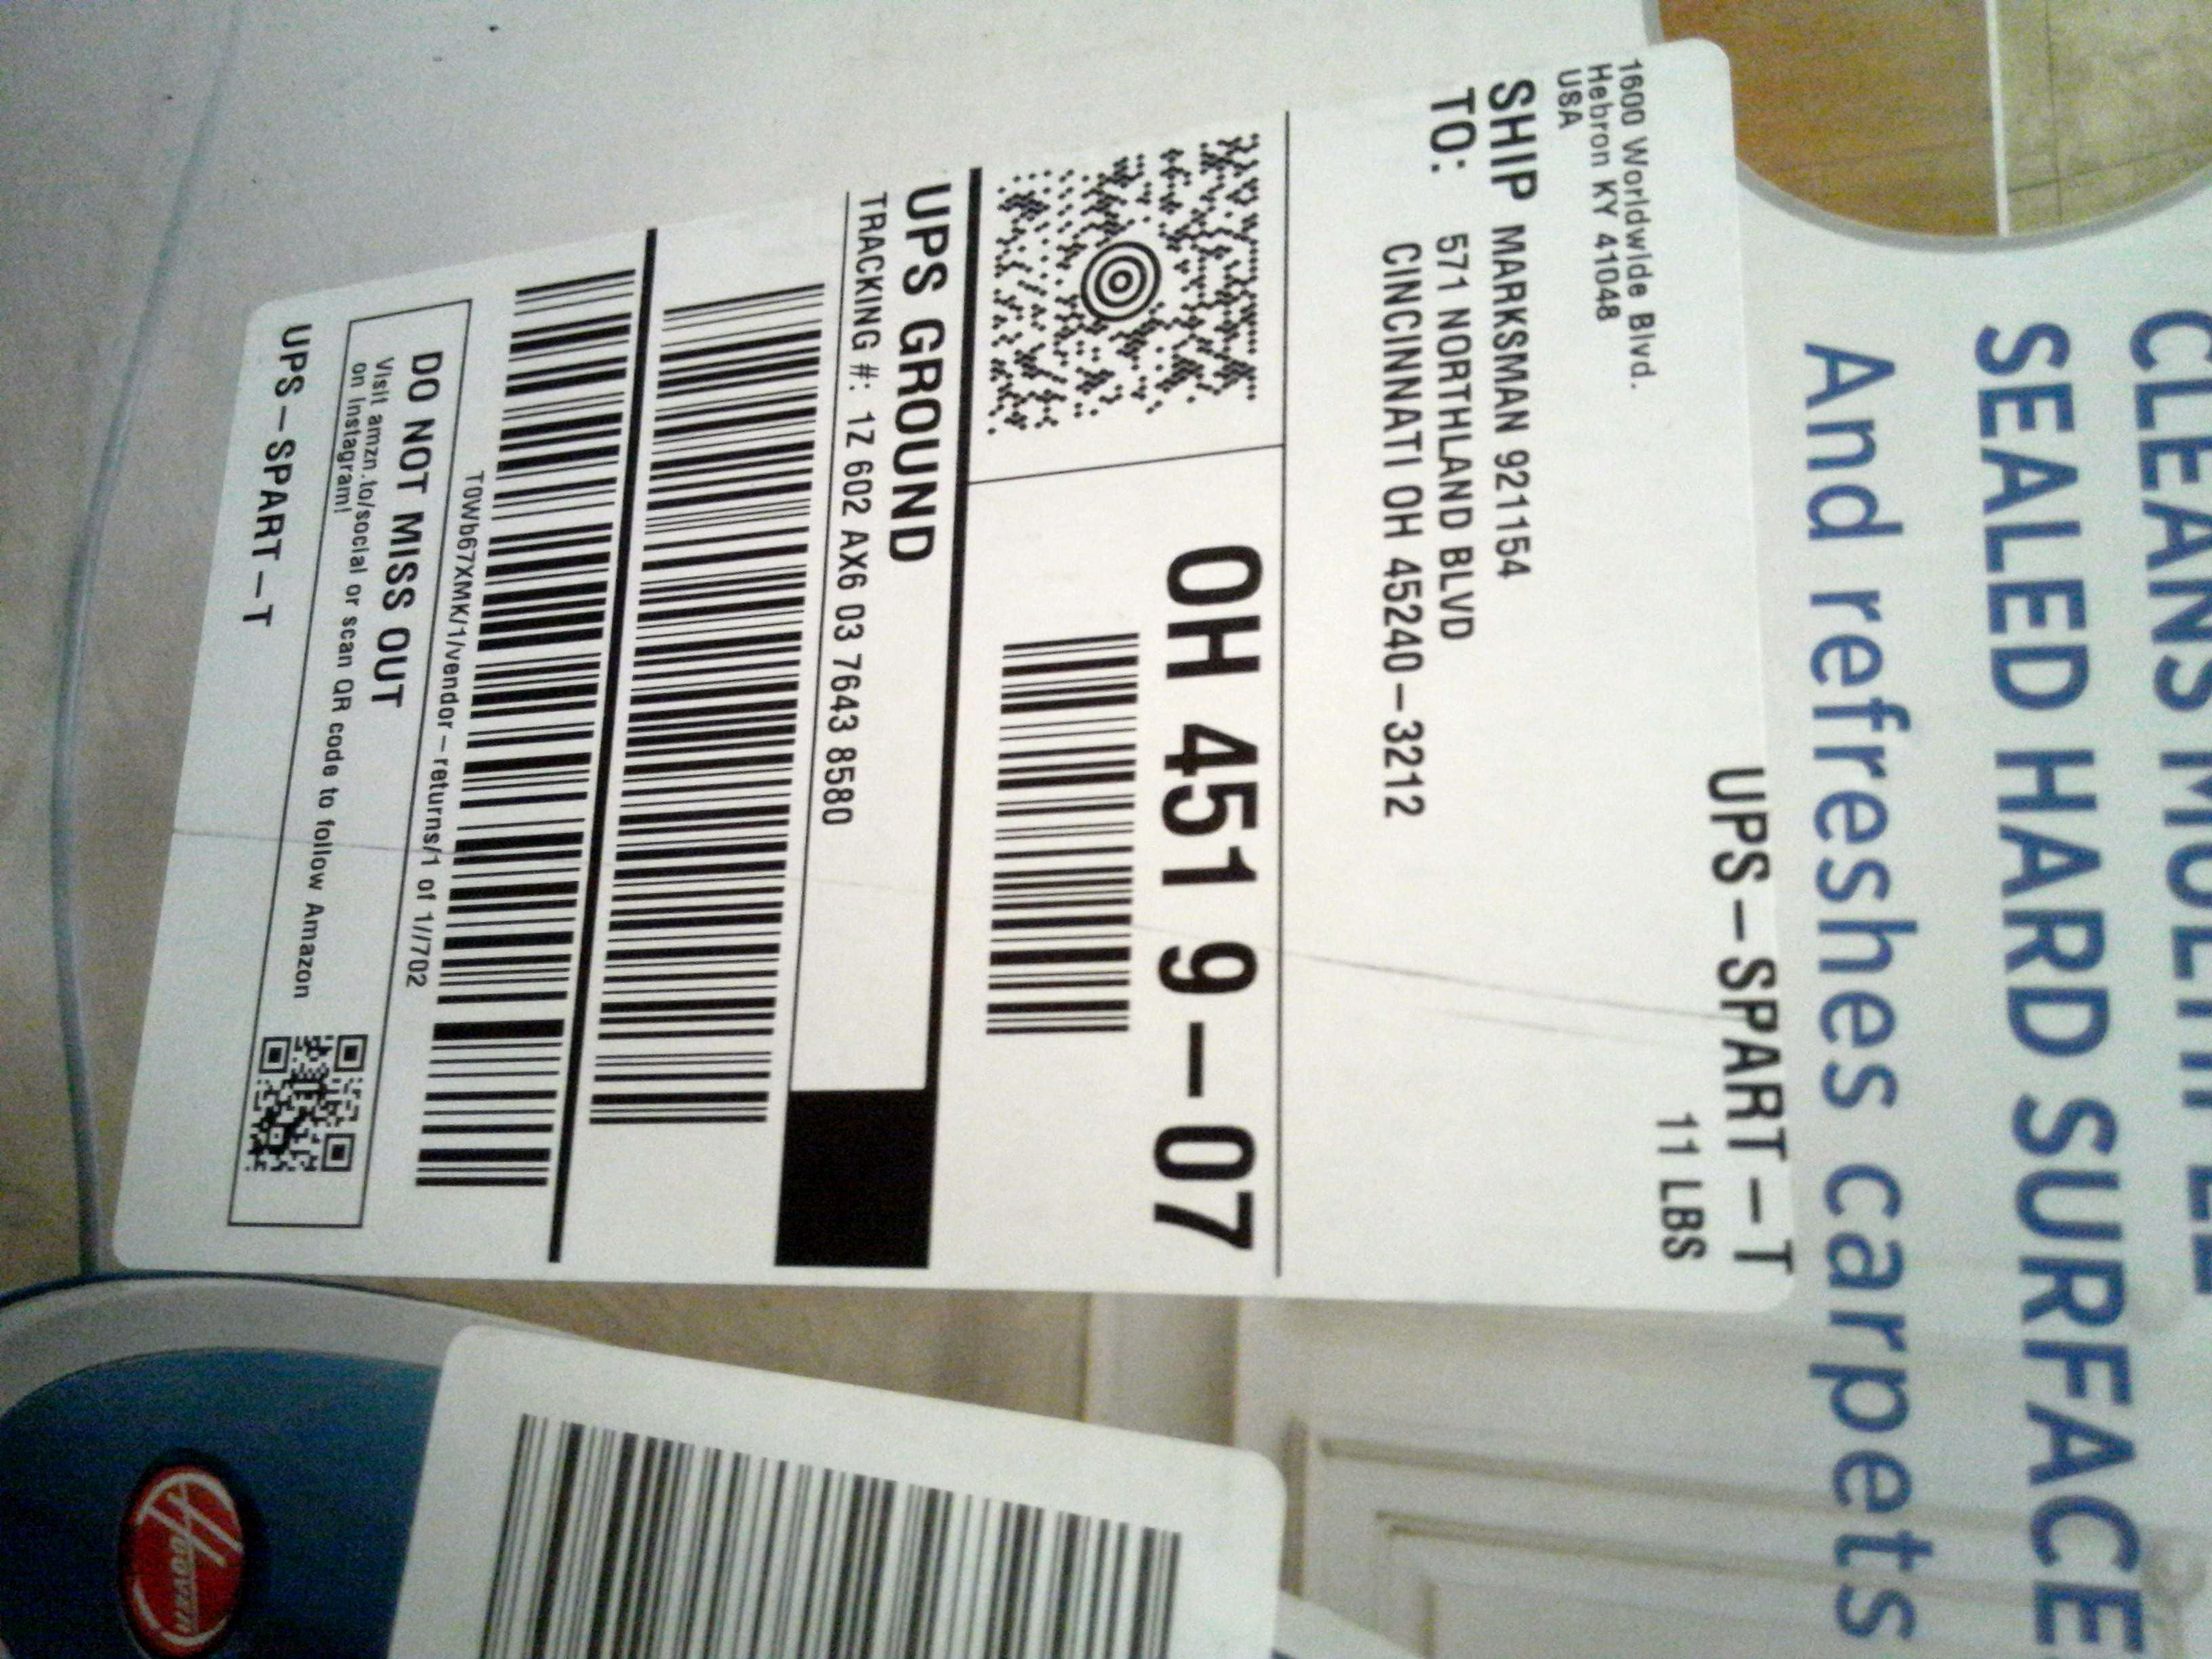 CLEANS MULTIPLE
SEALED HARD SURFACE
And refreshes carpets
UPS-SPART-T
11 LBS
1600 Worldwide Blvd.
Hebron KY 41048
USA
SHIP MARKSMAN 921154
TO: 571 NORTHLAND BLVD
CINCINNATI OH 45240-3212
OH 451 9-07
UPS GROUND
TRACKING #: 1Z 602 AX6 03 7643 8580
T0Wb67XMK/1/vendor-returns/1 of 1//702
DO NOT MISS OUT
Visit amzn.to/social or scan QR code to follow Amazon
on Instagram!
UPS-SPART-T
Hoover